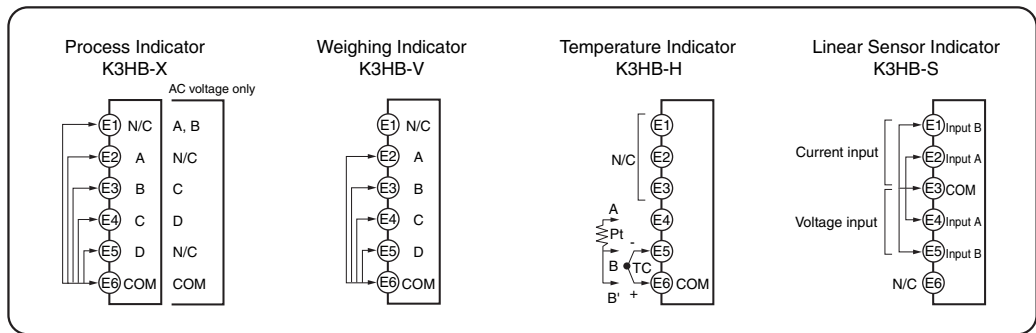 Process Indicator
K3HB-X
AC voltage only
E1 N/C A, B
E2 A N/C
E3 B C
E4 C D
E5 D N/C
E6 COM COM
Weighing Indicator
K3HB-V
E1 N/C
E2 A
E3 B
E4 C
E5 D
E6 COM
Temperature Indicator
K3HB-H
E1
N/C E2
E3
A E4
Pt
- E5
B TC
B' + E6 COM
Linear Sensor Indicator
K3HB-S
E1 Input B
Current input
E2 Input A
E3 COM
Voltage input
E4 Input A
E5 Input B
N/C E6